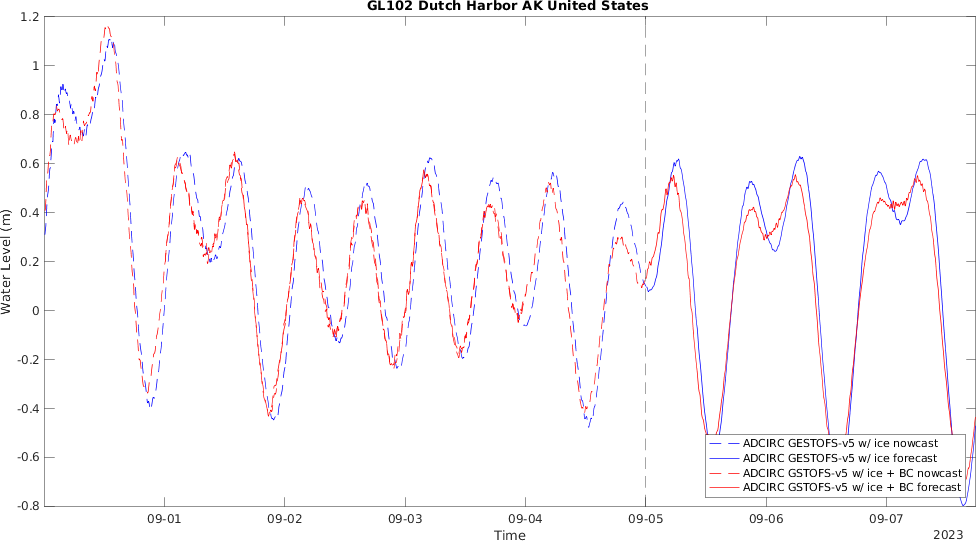 GL102 Dutch Harbor AK United States
1.2
1
0.8
0.6
0.4
0.2
0
-0.2
-0.4
-0.6
-0.8
Water Level (m)
09-01 09-02 09-03 09-04 09-05 09-06 09-07
Time
2023
ADCIRC GESTOFS-v5 w/ ice nowcast
ADCIRC GESTOFS-v5 w/ ice forecast
ADCIRC GSTOFS-v5 w/ ice + BC nowcast
ADCIRC GSTOFS-v5 w/ ice + BC forecast